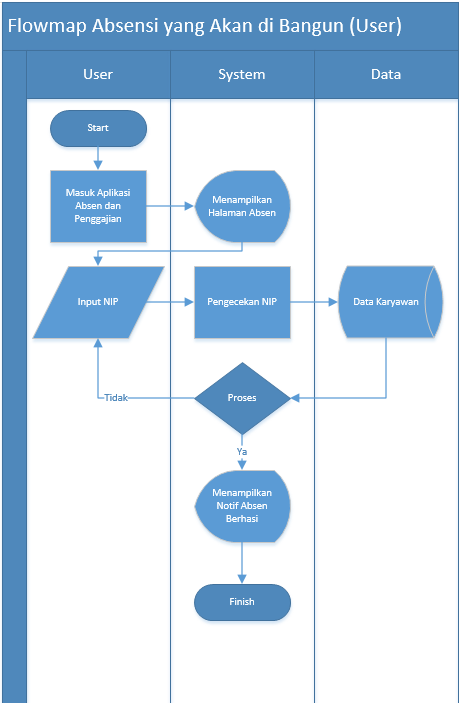 Flowmap Absensi yang Akan di Bangun (User)
User
System
Data
Start
Masuk Aplikasi
Absen dan
Penggajian
Menampilkan
Halaman Absen
Input NIP
Pengecekan NIP
Data Karyawan
Proses
Tidak
Ya
Menampilkan
Notif Absen
Berhasi
Finish